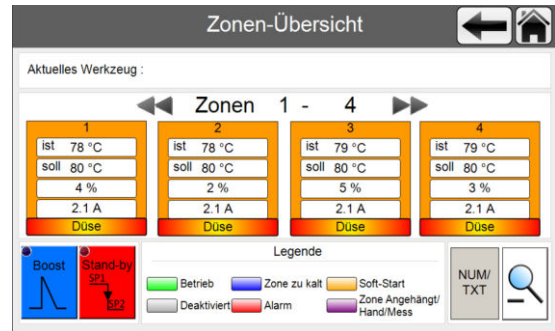 Zonen-Übersicht
Aktuelles Werkzeug :
Zonen 1 - 4
1 2 3 4
ist 78 °C ist 78 °C ist 79 °C ist 79 °C
soll 80 °C soll 80 °C soll 80 °C soll 80 °C
4 % 2 % 5 % 3 %
2.1 A 2.1 A 2.1 A 2.1 A
Düse Düse Düse Düse
Boost
Stand-by
SP1
SP2
Legende
Betrieb Zone zu kalt Soft-Start
Deaktiviert Alarm Zone Angehängt/
Hand/Mess
NUM/
TXT